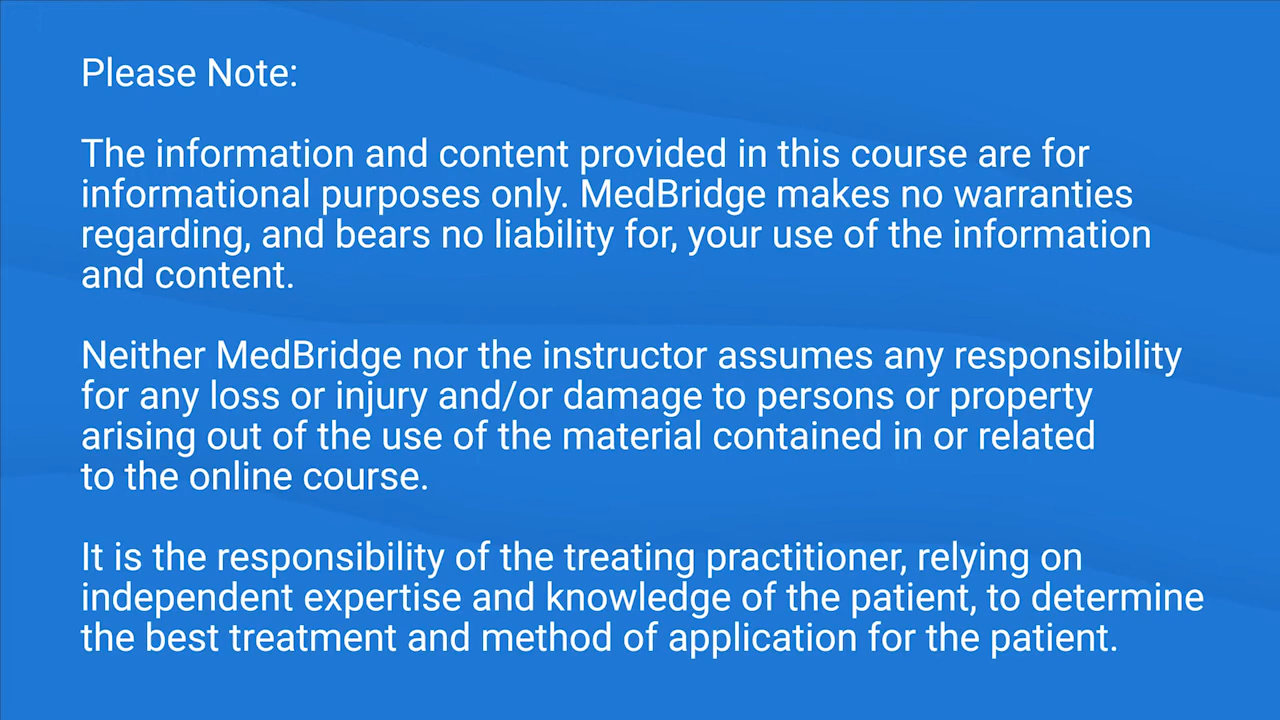 Please Note:
The information and content provided in this course are for
informational purposes only. MedBridge makes no warranties
regarding, and bears no liability for, your use of the information
and content.
Neither MedBridge nor the instructor assumes any responsibility
for any loss or injury and/or damage to persons or property
arising out of the use of the material contained in or related
to the online course.
It is the responsibility of the treating practitioner, relying on
independent expertise and knowledge of the patient, to determine
the best treatment and method of application for the patient.